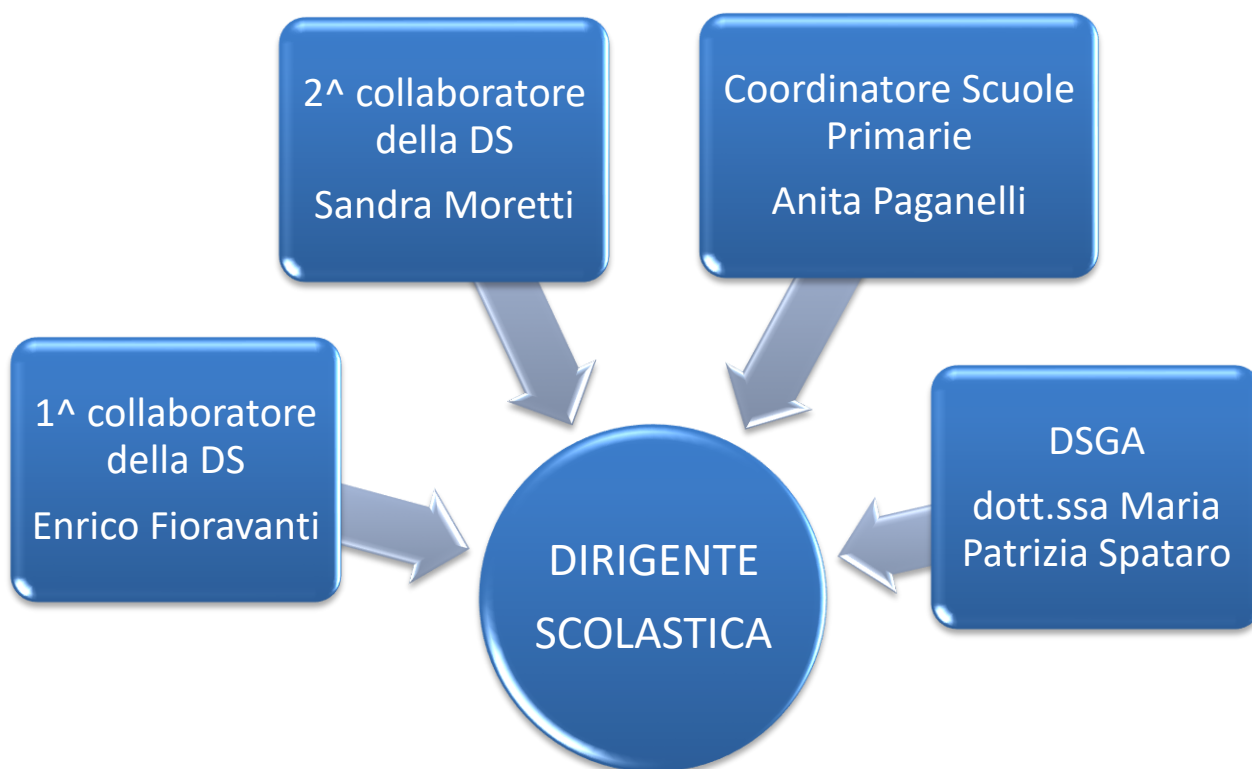 2^ collaboratore
della DS
Sandra Moretti
Coordinatore Scuole
Primarie
Anita Paganelli
1^ collaboratore
della DS
Enrico Fioravanti
DSGA
dott.ssa Maria
Patrizia Spataro
DIRIGENTE
SCOLASTICA